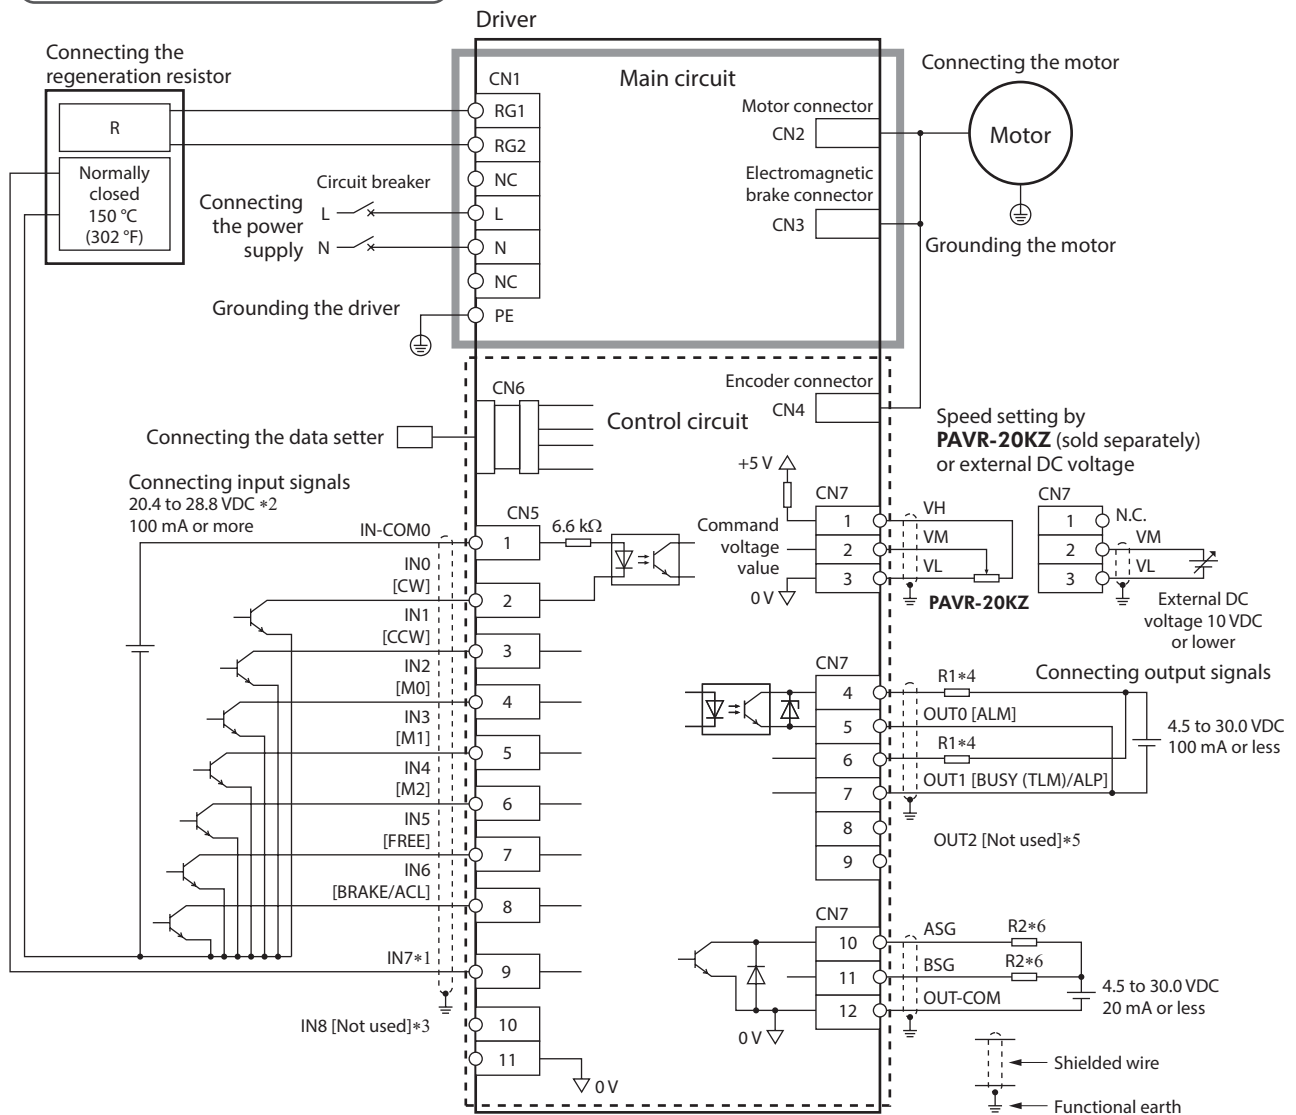 Driver
Connecting the
regeneration resistor
R
Normally
closed
150 °C
(302 °F)
Circuit breaker
Connecting
the power
supply
L
N
Grounding the driver
CN1
RG1
RG2
NC
L
N
NC
PE
Main circuit
Motor connector
CN2
Electromagnetic
brake connector
CN3
Connecting the motor
Motor
Grounding the motor
Encoder connector
CN4
CN6
Control circuit
Connecting the data setter
Connecting input signals
20.4 to 28.8 VDC *2
100 mA or more
IN-COM0
IN0
[CW]
IN1
[CCW]
IN2
[M0]
IN3
[M1]
IN4
[M2]
IN5
[FREE]
IN6
[BRAKE/ACL]
IN7*1
IN8 [Not used]*3
CN5
1
2
3
4
5
6
7
8
9
10
11
6.6 kΩ
0 V
+5 V
Command
voltage
value
0 V
CN7
1
2
3
VH
VM
VL
PAVR-20KZ
Speed setting by
PAVR-20KZ (sold separately)
or external DC voltage
CN7
1
2
3
N.C.
VM
VL
External DC
voltage 10 VDC
or lower
CN7
4
5
6
7
8
9
Connecting output signals
R1*4
OUT0 [ALM]
R1*4
OUT1 [BUSY (TLM)/ALP]
4.5 to 30.0 VDC
100 mA or less
OUT2 [Not used]*5
CN7
10
11
12
0 V
ASG
BSG
OUT-COM
R2*6
R2*6
4.5 to 30.0 VDC
20 mA or less
Shielded wire
Functional earth